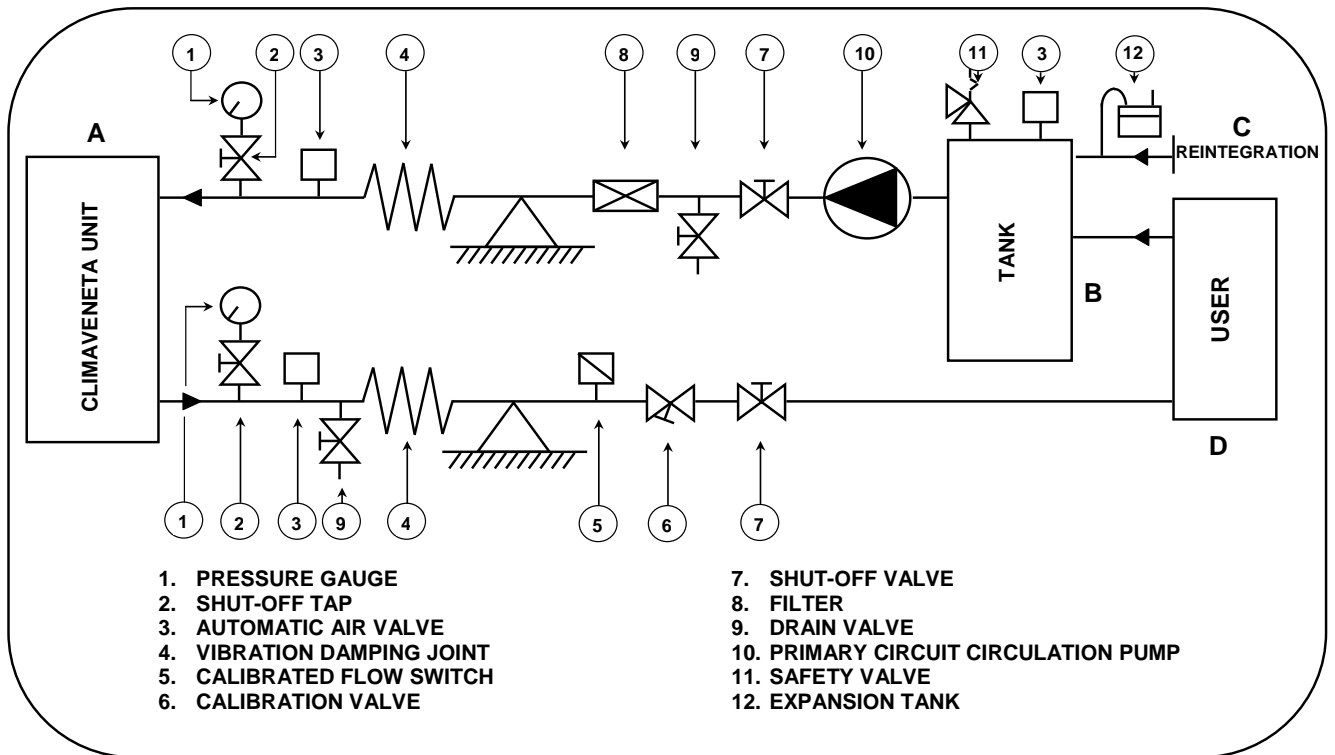 1 2 3 4 8 9 7 10 11 3 12
A
C
REINTEGRATION
CLIMAVENETA UNIT
TANK
B
USER
D
1 2 3 9 4 5 6 7
1. PRESSURE GAUGE
2. SHUT-OFF TAP
3. AUTOMATIC AIR VALVE
4. VIBRATION DAMPING JOINT
5. CALIBRATED FLOW SWITCH
6. CALIBRATION VALVE
7. SHUT-OFF VALVE
8. FILTER
9. DRAIN VALVE
10. PRIMARY CIRCUIT CIRCULATION PUMP
11. SAFETY VALVE
12. EXPANSION TANK